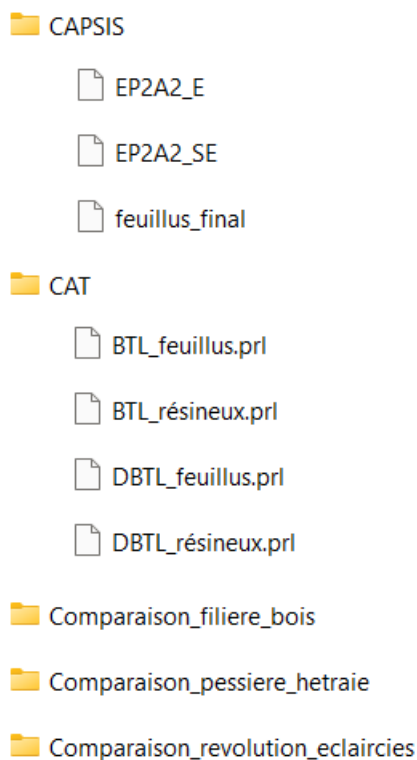 CAPSIS
EP2A2_E
EP2A2_SE
feuillus_final
CAT
BTL_feuillus.prl
BTL_résineux.prl
DBTL_feuillus.prl
DBTL_résineux.prl
Comparaison_filiere_bois
Comparaison_pessiere_hetraie
Comparaison_revolution_eclaircies